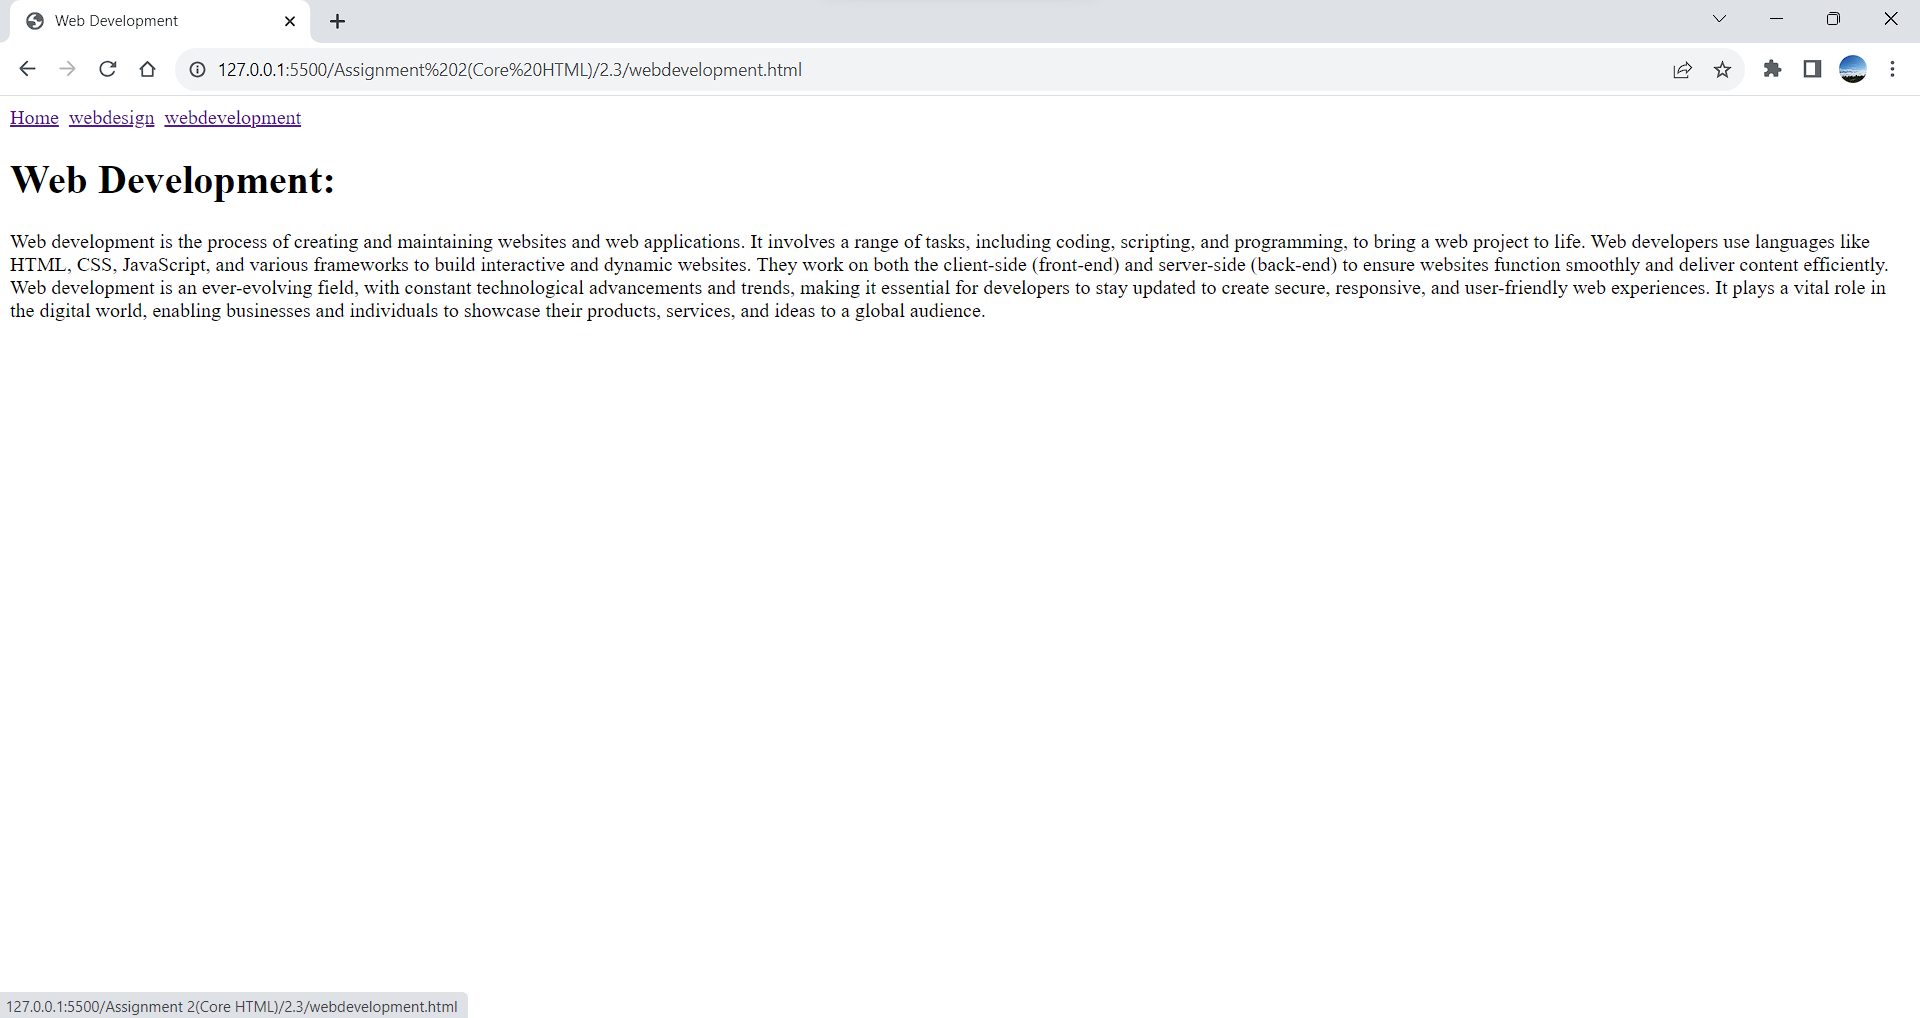 Web Development
127.0.0.1:5500/Assignment%202(Core%20HTML)/2.3/webdevelopment.html
Home webdesign webdevelopment
Web Development:
Web development is the process of creating and maintaining websites and web applications. It involves a range of tasks, including coding, scripting, and programming, to bring a web project to life. Web developers use languages like
HTML, CSS, JavaScript, and various frameworks to build interactive and dynamic websites. They work on both the client-side (front-end) and server-side (back-end) to ensure websites function smoothly and deliver content efficiently.
Web development is an ever-evolving field, with constant technological advancements and trends, making it essential for developers to stay updated to create secure, responsive, and user-friendly web experiences. It plays a vital role in
the digital world, enabling businesses and individuals to showcase their products, services, and ideas to a global audience.
127.0.0.1:5500/Assignment 2(Core HTML)/2.3/webdevelopment.html